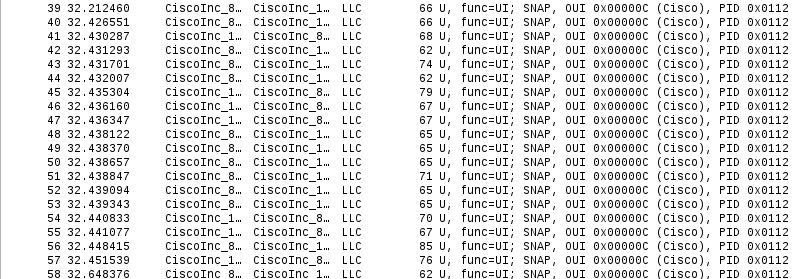 39 32.212460 CiscoInc_8… CiscoInc_1… LLC 66 U, func=UI; SNAP, OUI 0x00000C (Cisco), PID 0x0112
40 32.426551 CiscoInc_1… CiscoInc_8… LLC 66 U, func=UI; SNAP, OUI 0x00000C (Cisco), PID 0x0112
41 32.430287 CiscoInc_1… CiscoInc_8… LLC 68 U, func=UI; SNAP, OUI 0x00000C (Cisco), PID 0x0112
42 32.431293 CiscoInc_8… CiscoInc_1… LLC 62 U, func=UI; SNAP, OUI 0x00000C (Cisco), PID 0x0112
43 32.431701 CiscoInc_8… CiscoInc_1… LLC 74 U, func=UI; SNAP, OUI 0x00000C (Cisco), PID 0x0112
44 32.432007 CiscoInc_8… CiscoInc_1… LLC 62 U, func=UI; SNAP, OUI 0x00000C (Cisco), PID 0x0112
45 32.435304 CiscoInc_8… CiscoInc_1… LLC 79 U, func=UI; SNAP, OUI 0x00000C (Cisco), PID 0x0112
46 32.436160 CiscoInc_1… CiscoInc_8… LLC 67 U, func=UI; SNAP, OUI 0x00000C (Cisco), PID 0x0112
47 32.436347 CiscoInc_1… CiscoInc_8… LLC 67 U, func=UI; SNAP, OUI 0x00000C (Cisco), PID 0x0112
48 32.438122 CiscoInc_8… CiscoInc_1… LLC 65 U, func=UI; SNAP, OUI 0x00000C (Cisco), PID 0x0112
49 32.438370 CiscoInc_8… CiscoInc_1… LLC 65 U, func=UI; SNAP, OUI 0x00000C (Cisco), PID 0x0112
50 32.438657 CiscoInc_8… CiscoInc_1… LLC 65 U, func=UI; SNAP, OUI 0x00000C (Cisco), PID 0x0112
51 32.438847 CiscoInc_8… CiscoInc_1… LLC 71 U, func=UI; SNAP, OUI 0x00000C (Cisco), PID 0x0112
52 32.439094 CiscoInc_8… CiscoInc_1… LLC 65 U, func=UI; SNAP, OUI 0x00000C (Cisco), PID 0x0112
53 32.439343 CiscoInc_8… CiscoInc_1… LLC 65 U, func=UI; SNAP, OUI 0x00000C (Cisco), PID 0x0112
54 32.440833 CiscoInc_1… CiscoInc_8… LLC 70 U, func=UI; SNAP, OUI 0x00000C (Cisco), PID 0x0112
55 32.441077 CiscoInc_1… CiscoInc_8… LLC 67 U, func=UI; SNAP, OUI 0x00000C (Cisco), PID 0x0112
56 32.448415 CiscoInc_8… CiscoInc_1… LLC 85 U, func=UI; SNAP, OUI 0x00000C (Cisco), PID 0x0112
57 32.451539 CiscoInc_1… CiscoInc_8… LLC 76 U, func=UI; SNAP, OUI 0x00000C (Cisco), PID 0x0112
58 32.648376 CiscoInc_8… CiscoInc_1… LLC 62 U, func=UI; SNAP, OUI 0x00000C (Cisco), PID 0x0112